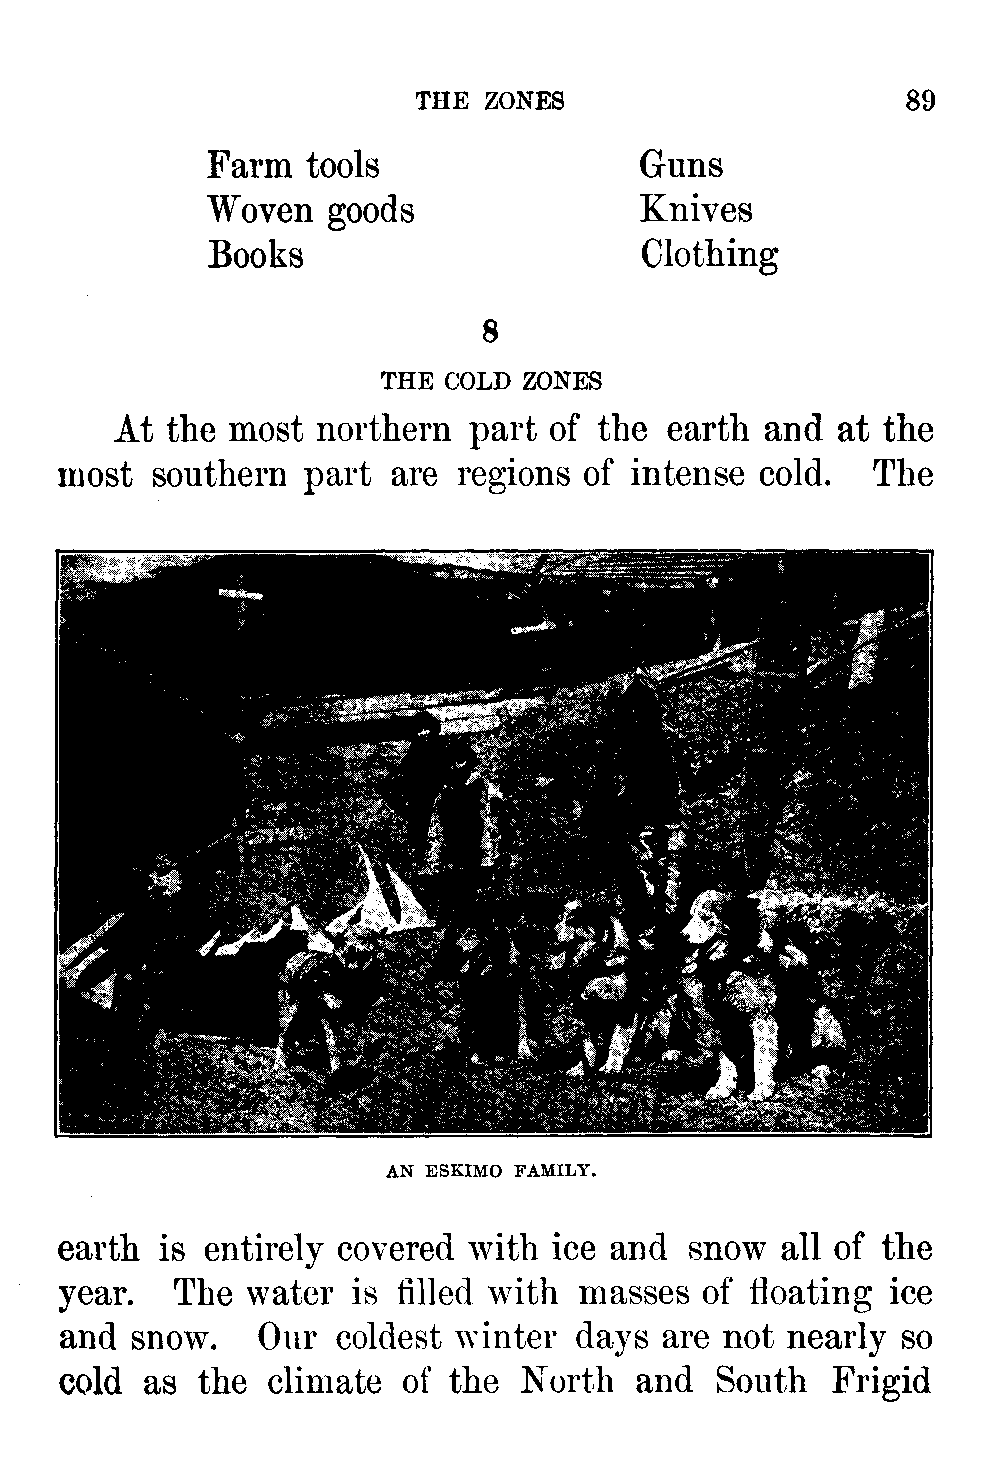 THE ZONES 89
Farm tools Guns
Woven goods Knives
Books Clothing
8
THE COLD ZONES
At the most northern part of the earth and at the
most southern part are regions of intense cold. The
AN ESKIMO FAMILY.
earth is entirely covered with ice and snow all of the
year. The water is filled with masses of floating ice
and snow. Our coldest winter days are not nearly so
cold as the climate of the North and South Frigid